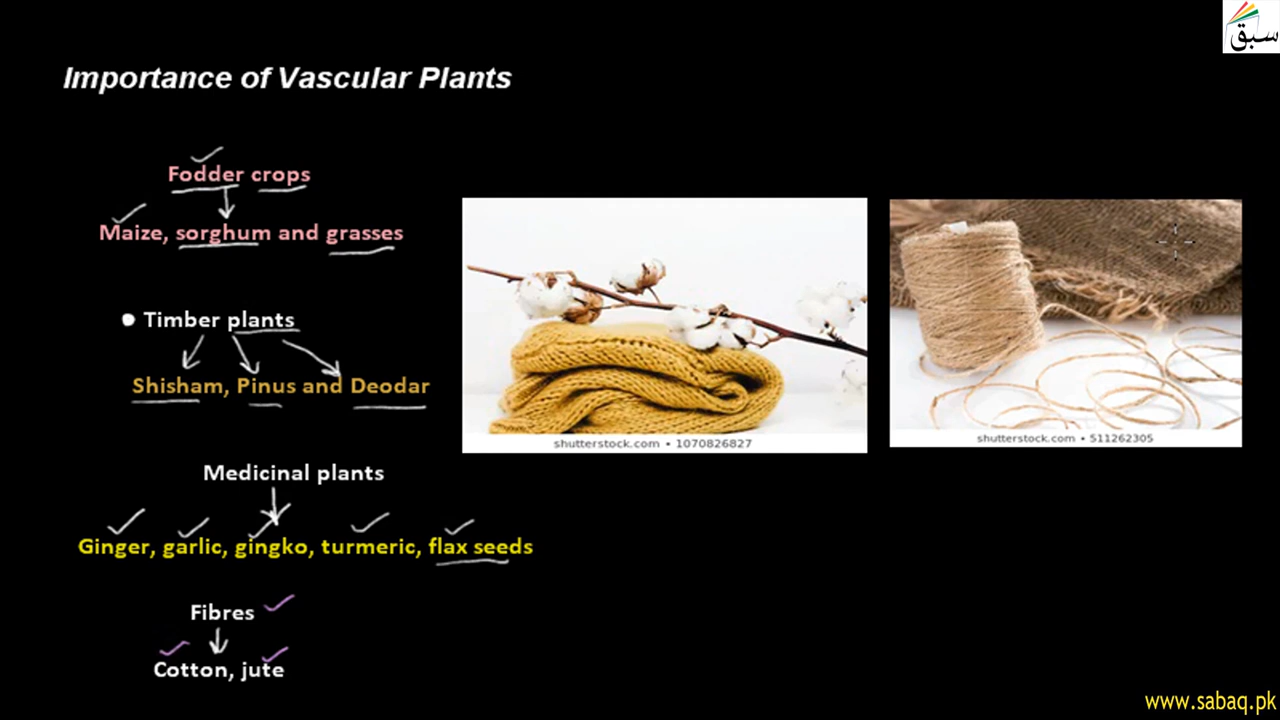 سبق
Importance of Vascular Plants
Fodder crops
Maize, sorghum and grasses
Timber plants
Shisham, Pinus and Deodar
Medicinal plants
Ginger, garlic, gingko, turmeric, flax seeds
Fibres
Cotton, jute
shutterstock.com • 1070826827
shutterstock.com • 511262305
www.sabaq.pk